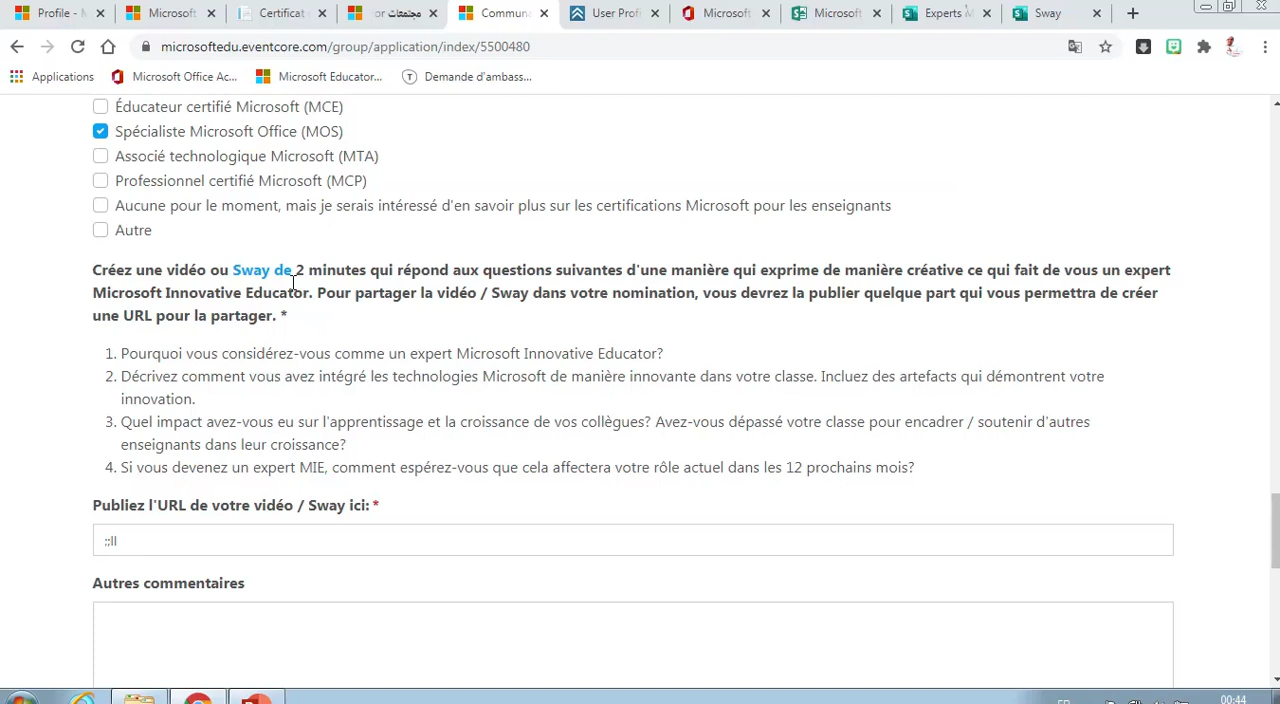 Profile - M
Microsoft
Certificat
or مجتمعات
Commun
User Profi
Microsoft
Microsoft
Experts M
Sway
microsoftedu.eventcore.com/group/application/index/5500480
Applications
Microsoft Office Ac...
Microsoft Educator...
Demande d'ambass...
Éducateur certifié Microsoft (MCE)
Spécialiste Microsoft Office (MOS)
Associé technologique Microsoft (MTA)
Professionnel certifié Microsoft (MCP)
Aucune pour le moment, mais je serais intéressé d'en savoir plus sur les certifications Microsoft pour les enseignants
Autre
Créez une vidéo ou Sway de 2 minutes qui répond aux questions suivantes d'une manière qui exprime de manière créative ce qui fait de vous un expert
Microsoft Innovative Educator. Pour partager la vidéo / Sway dans votre nomination, vous devrez la publier quelque part qui vous permettra de créer
une URL pour la partager. *
1. Pourquoi vous considérez-vous comme un expert Microsoft Innovative Educator?
2. Décrivez comment vous avez intégré les technologies Microsoft de manière innovante dans votre classe. Incluez des artefacts qui démontrent votre
innovation.
3. Quel impact avez-vous eu sur l'apprentissage et la croissance de vos collègues? Avez-vous dépassé votre classe pour encadrer / soutenir d'autres
enseignants dans leur croissance?
4. Si vous devenez un expert MIE, comment espérez-vous que cela affectera votre rôle actuel dans les 12 prochains mois?
Publiez l'URL de votre vidéo / Sway ici: *
;;ll
Autres commentaires
00:44